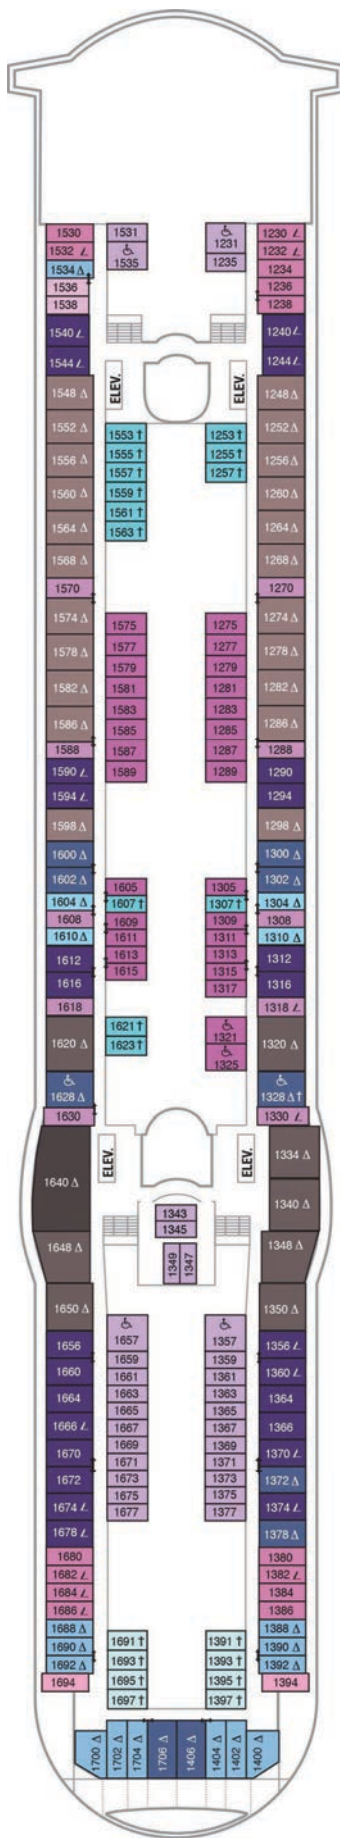 1530 1531 ♿ 1230 ⁒
1532 ⁒ ♿ 1231 1232 ⁒
1534 Δ 1535 1235 1234
1536 1236
1538 1238
1540 ⁒ 1240 ⁒
1544 ⁒ ELEV. ELEV. 1244 ⁒
1548 Δ 1248 Δ
1552 Δ 1553 † 1253 † 1252 Δ
1555 † 1255 †
1556 Δ 1557 † 1257 † 1256 Δ
1560 Δ 1559 † 1260 Δ
1561 †
1564 Δ 1563 † 1264 Δ
1568 Δ 1268 Δ
1570 1270
1574 Δ 1575 1275 1274 Δ
1578 Δ 1577 1277 1278 Δ
1579 1279
1582 Δ 1581 1281 1282 Δ
1583 1283
1586 Δ 1585 1285 1286 Δ
1588 1587 1287 1288
1590 ⁒ 1589 1289 1290
1594 ⁒ 1294
1598 Δ 1298 Δ
1600 Δ 1300 Δ
1602 Δ 1605 1305 1302 Δ
1604 Δ 1607 † 1307 † 1304 Δ
1608 1609 1309 1308
1610 Δ 1611 1311 1310 Δ
1612 1613 1313 1312
1616 1615 1315 1316
1317
1618 1318 ⁒
1620 Δ 1621 † ♿ 1321 1320 Δ
1623 † ♿ 1325
♿ 1628 Δ ♿ 1328 Δ †
1630 1330 ⁒
1640 Δ ELEV. ELEV. 1334 Δ
1340 Δ
1343
1345
1648 Δ 1349 1347 1348 Δ
1650 Δ 1350 Δ
1656 ♿ 1657 ♿ 1357 1356 ⁒
1660 1659 1359 1360 ⁒
1661 1361
1664 1663 1363 1364
1665 1365
1666 ⁒ 1667 1367 1366
1670 1669 1369 1370 ⁒
1671 1371
1672 1673 1373 1372 Δ
1674 ⁒ 1675 1375 1374 ⁒
1678 ⁒ 1677 1377 1378 Δ
1680 1380
1682 ⁒ 1382 ⁒
1684 ⁒ 1384
1686 ⁒ 1386
1688 Δ 1691 † 1391 † 1388 Δ
1690 Δ 1693 † 1393 † 1390 Δ
1692 Δ 1695 † 1395 † 1392 Δ
1694 1697 † 1397 † 1394
1700 Δ 1702 Δ 1704 Δ 1706 Δ 1406 Δ 1404 Δ 1402 Δ 1400 Δ